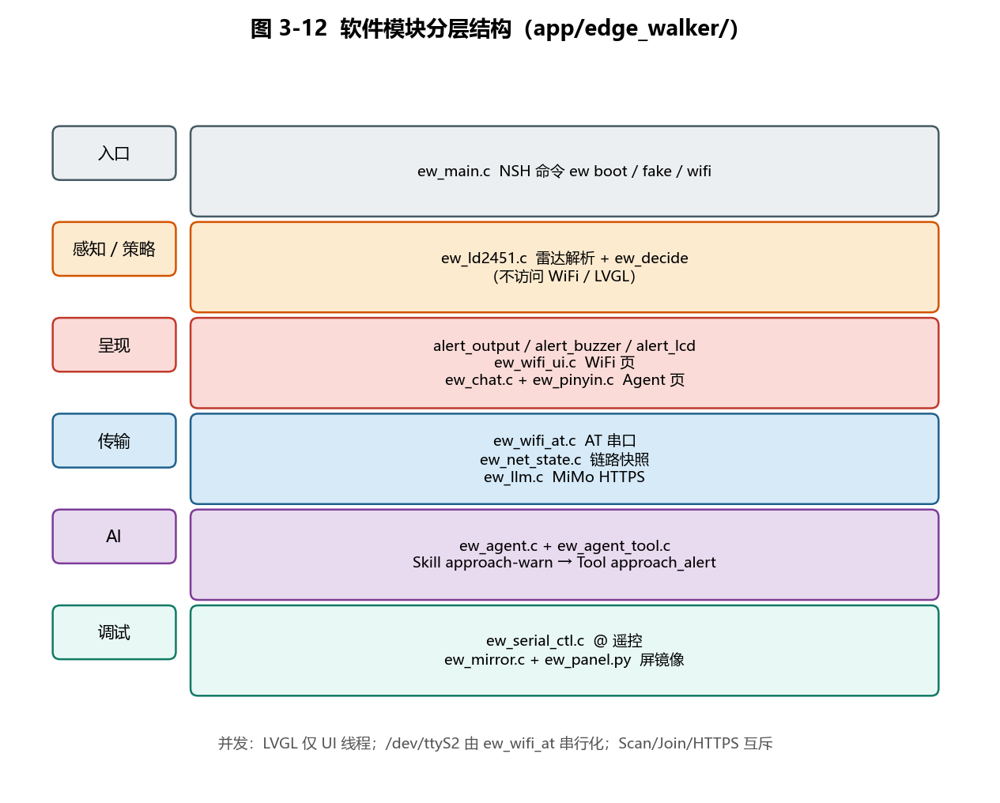 图 3-12 软件模块分层结构（app/edge_walker/）
入口
ew_main.c NSH 命令 ew boot / fake / wifi
感知 / 策略
ew_ld2451.c 雷达解析 + ew_decide
（不访问 WiFi / LVGL）
呈现
alert_output / alert_buzzer / alert_lcd
ew_wifi_ui.c WiFi 页
ew_chat.c + ew_pinyin.c Agent 页
传输
ew_wifi_at.c AT 串口
ew_net_state.c 链路快照
ew_llm.c MiMo HTTPS
AI
ew_agent.c + ew_agent_tool.c
Skill approach-warn → Tool approach_alert
调试
ew_serial_ctl.c @ 遥控
ew_mirror.c + ew_panel.py 屏镜像
并发：LVGL 仅 UI 线程；/dev/ttyS2 由 ew_wifi_at 串行化；Scan/Join/HTTPS 互斥